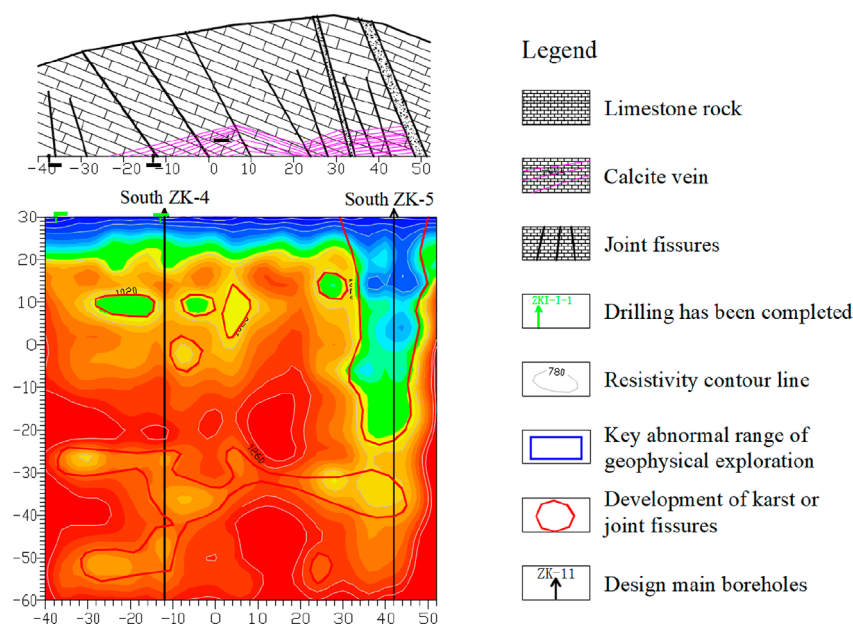 -40 -30 -20 -10 0 10 20 30 40 50
South ZK-4 South ZK-5
30
20
10
0
-10
-20
-30
-40
-50
-60
1020
1260
-40 -30 -20 -10 0 10 20 30 40 50
Legend
Limestone rock
Calcite vein
Joint fissures
ZKI-I-1
Drilling has been completed
780
Resistivity contour line
Key abnormal range of
geophysical exploration
Development of karst or
joint fissures
ZK-11
Design main boreholes